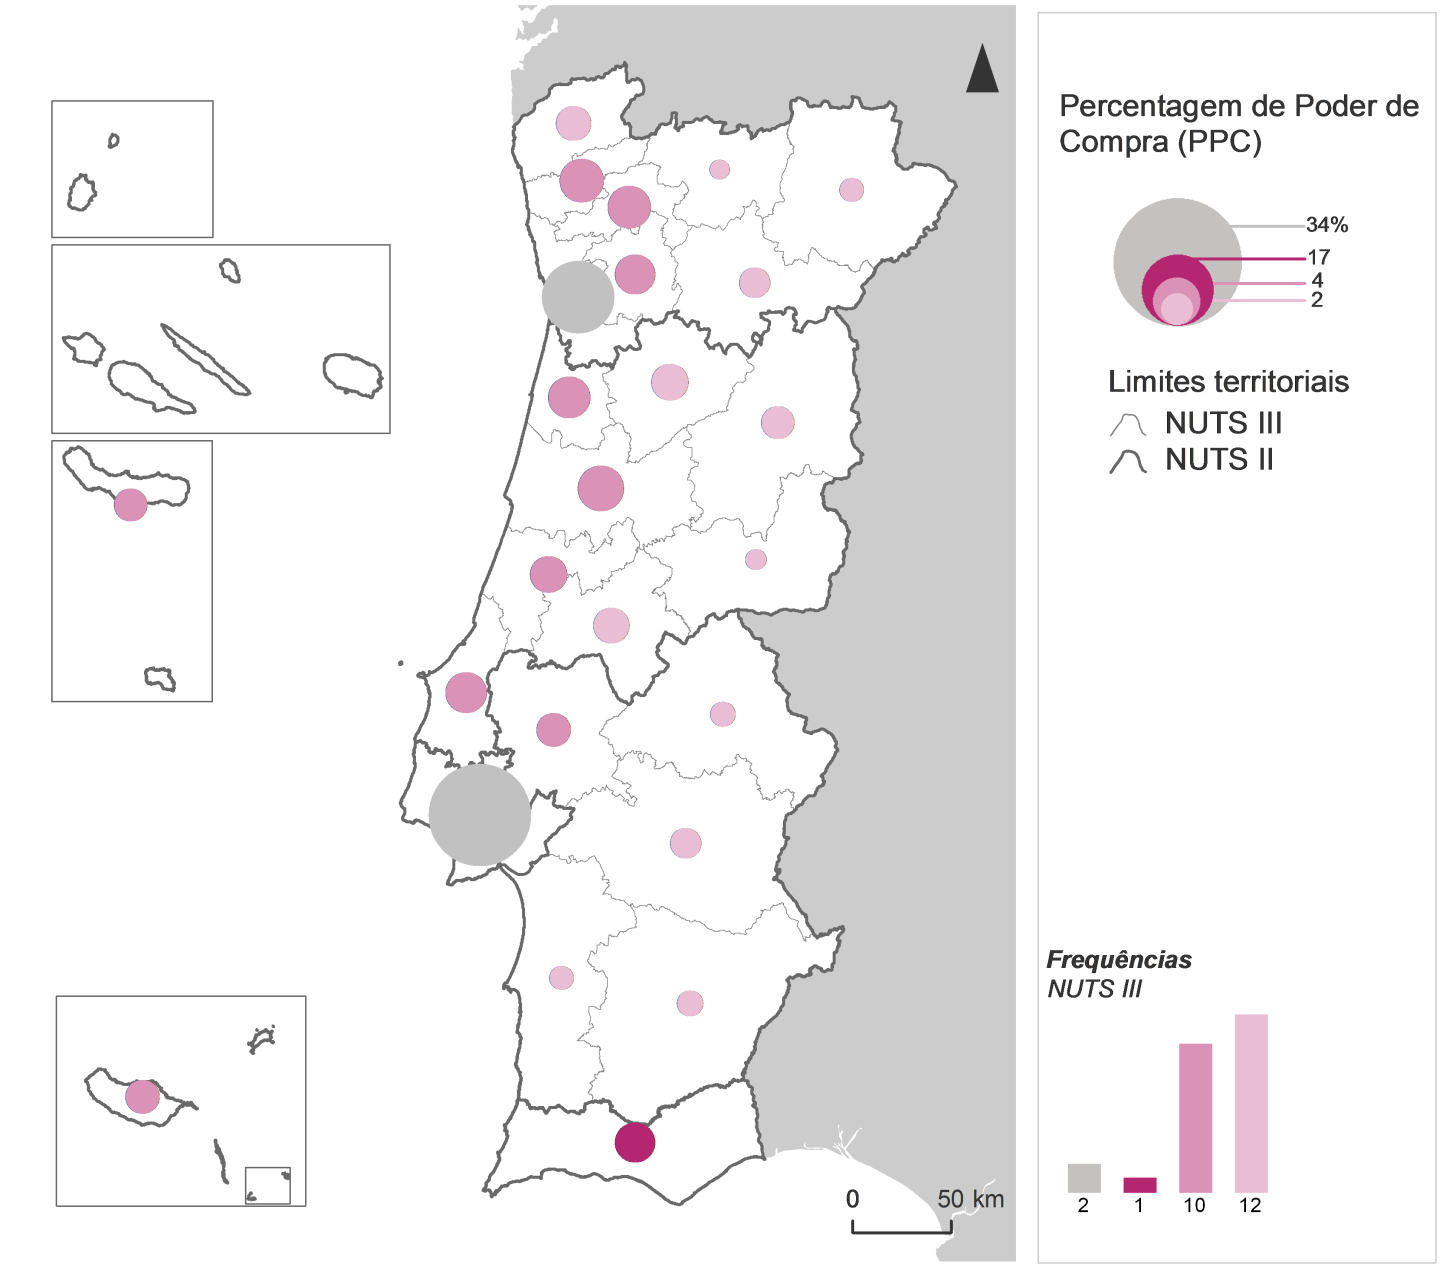 Percentagem de Poder de
Compra (PPC)
34%
17
4
2
Limites territoriais
NUTS III
NUTS II
Frequências
NUTS III
2 1 10 12
0 50 km